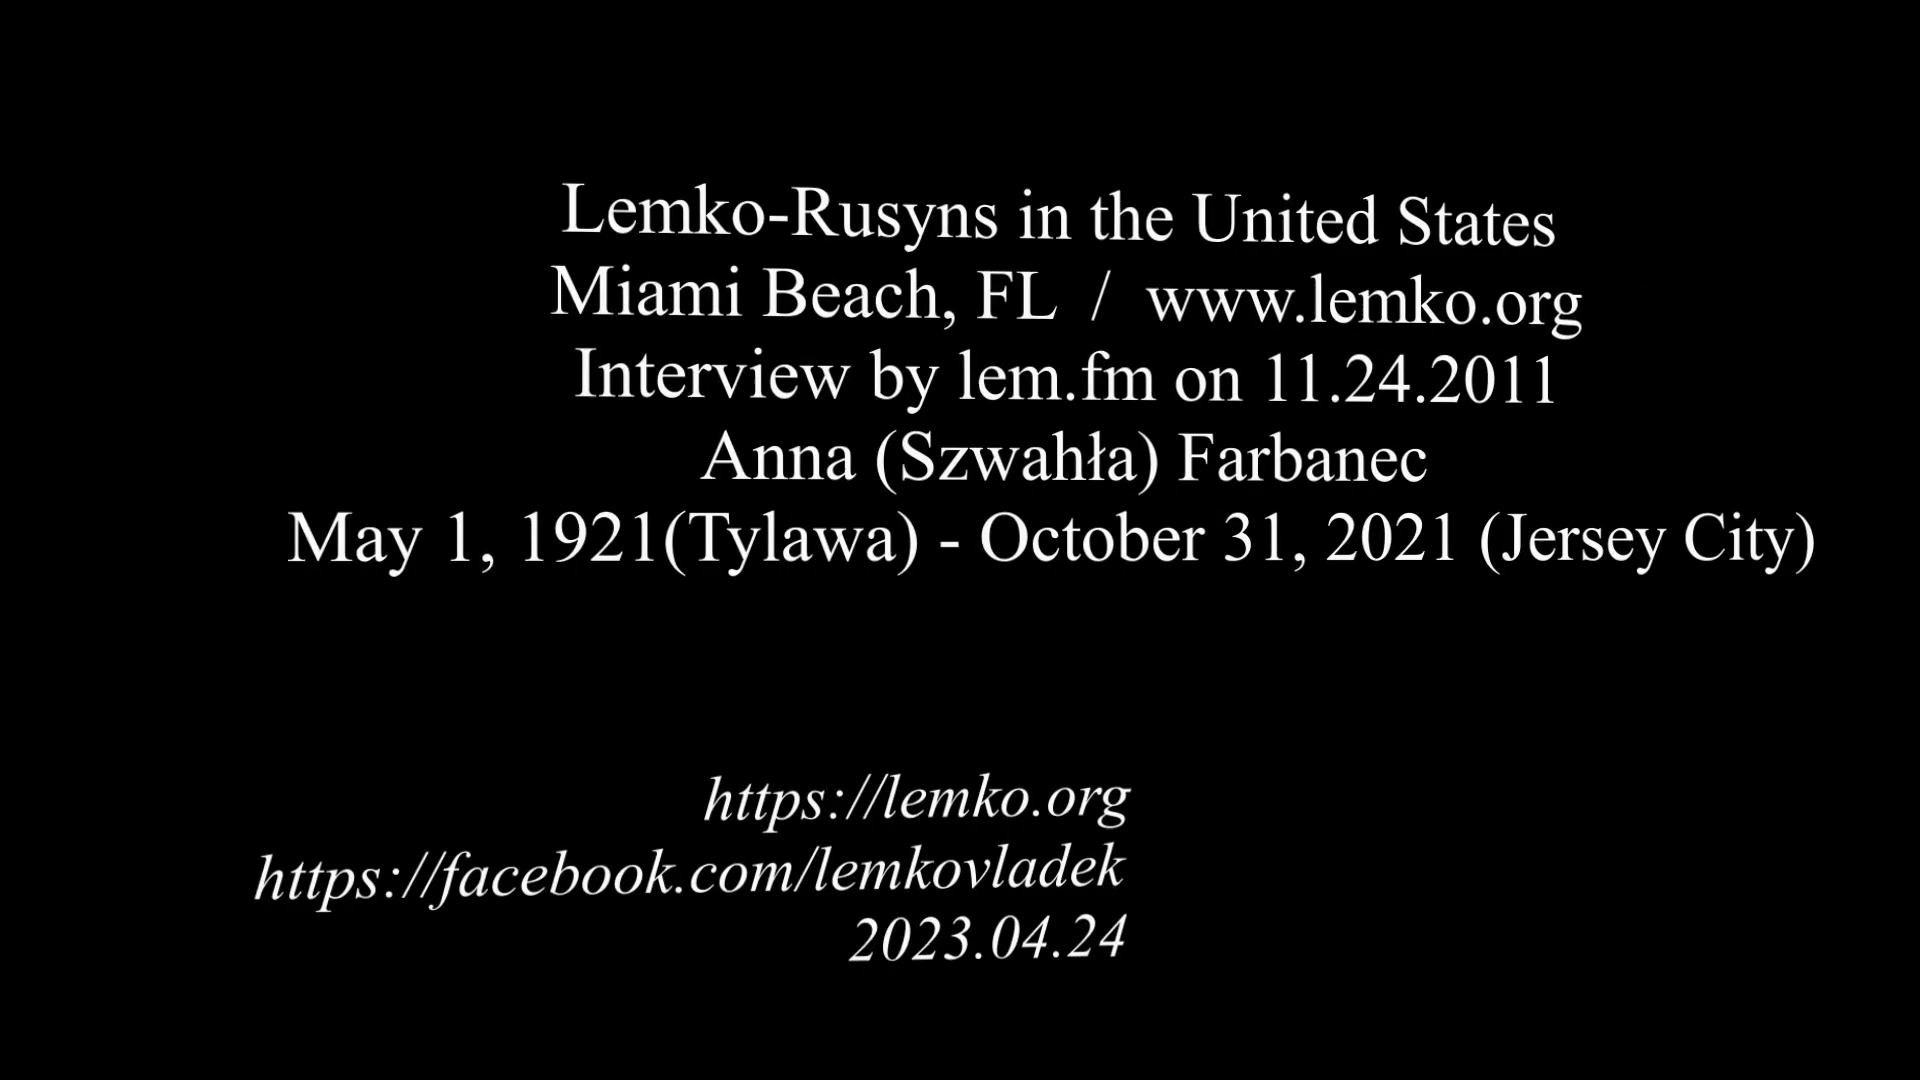 Lemko-Rusyns in the United States
Miami Beach, FL / www.lemko.org
Interview by lem.fm on 11.24.2011
Anna (Szwahła) Farbanec
May 1, 1921(Tylawa) - October 31, 2021 (Jersey City)
https://lemko.org
https://facebook.com/lemkovladek
2023.04.24